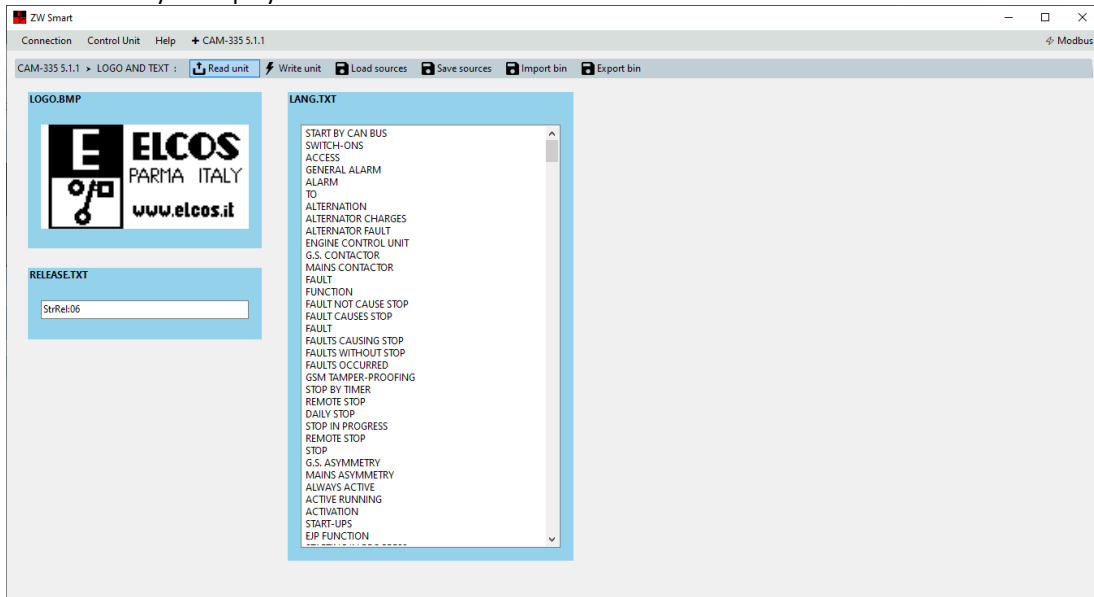 ZW Smart
Connection Control Unit Help + CAM-335 5.1.1 Modbus
CAM-335 5.1.1 > LOGO AND TEXT : Read unit Write unit Load sources Save sources Import bin Export bin
LOGO.BMP
E ELCOS
PARMA ITALY
www.elcos.it
RELEASE.TXT
StrRel:06
LANG.TXT
START BY CAN BUS
SWITCH-ONS
ACCESS
GENERAL ALARM
ALARM
TO
ALTERNATION
ALTERNATOR CHARGES
ALTERNATOR FAULT
ENGINE CONTROL UNIT
G.S. CONTACTOR
MAINS CONTACTOR
FAULT
FUNCTION
FAULT NOT CAUSE STOP
FAULT CAUSES STOP
FAULT
FAULTS CAUSING STOP
FAULTS WITHOUT STOP
FAULTS OCCURRED
GSM TAMPER-PROOFING
STOP BY TIMER
REMOTE STOP
DAILY STOP
STOP IN PROGRESS
REMOTE STOP
STOP
G.S. ASYMMETRY
MAINS ASYMMETRY
ALWAYS ACTIVE
ACTIVE RUNNING
ACTIVATION
START-UPS
EJP FUNCTION